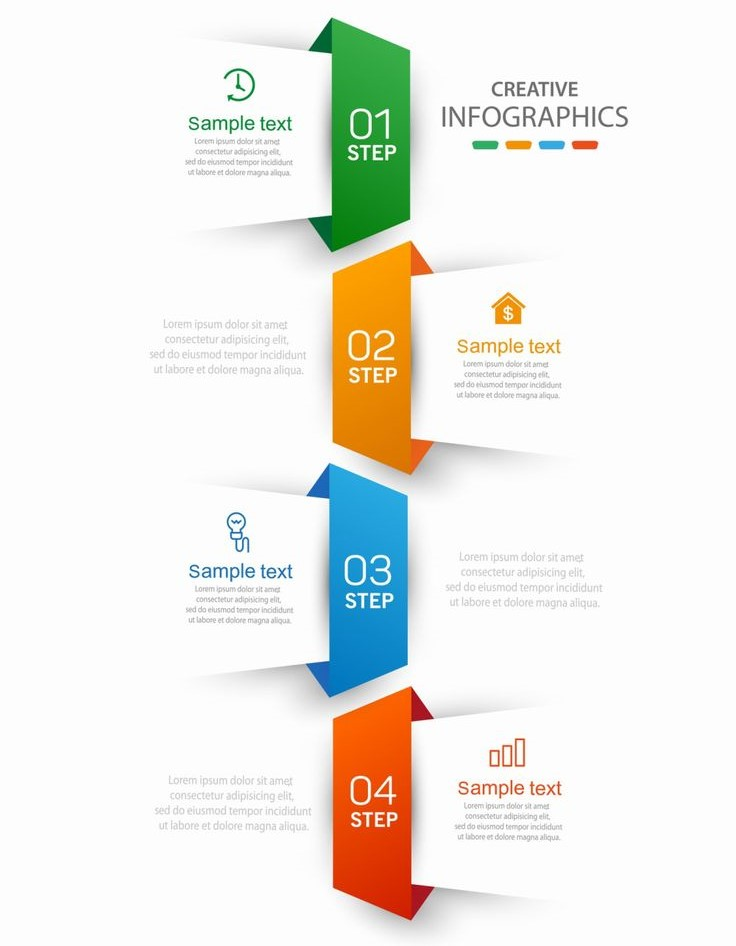 CREATIVE
INFOGRAPHICS
Sample text
Lorem ipsum dolor sit amet,
consectetur adipiscing elit,
sed do eiusmod tempor incididunt
ut labore et dolore magna aliqua.
01
STEP
02
STEP
Sample text
Lorem ipsum dolor sit amet,
consectetur adipiscing elit,
sed do eiusmod tempor incididunt
ut labore et dolore magna aliqua.
Lorem ipsum dolor sit amet,
consectetur adipiscing elit,
sed do eiusmod tempor incididunt
ut labore et dolore magna aliqua.
$
Sample text
Lorem ipsum dolor sit amet,
consectetur adipiscing elit,
sed do eiusmod tempor incididunt
ut labore et dolore magna aliqua.
03
STEP
Lorem ipsum dolor sit amet,
consectetur adipiscing elit,
sed do eiusmod tempor incididunt
ut labore et dolore magna aliqua.
Lorem ipsum dolor sit amet,
consectetur adipiscing elit,
sed do eiusmod tempor incididunt
ut labore et dolore magna aliqua.
04
STEP
Sample text
Lorem ipsum dolor sit amet,
consectetur adipiscing elit,
sed do eiusmod tempor incididunt
ut labore et dolore magna aliqua.